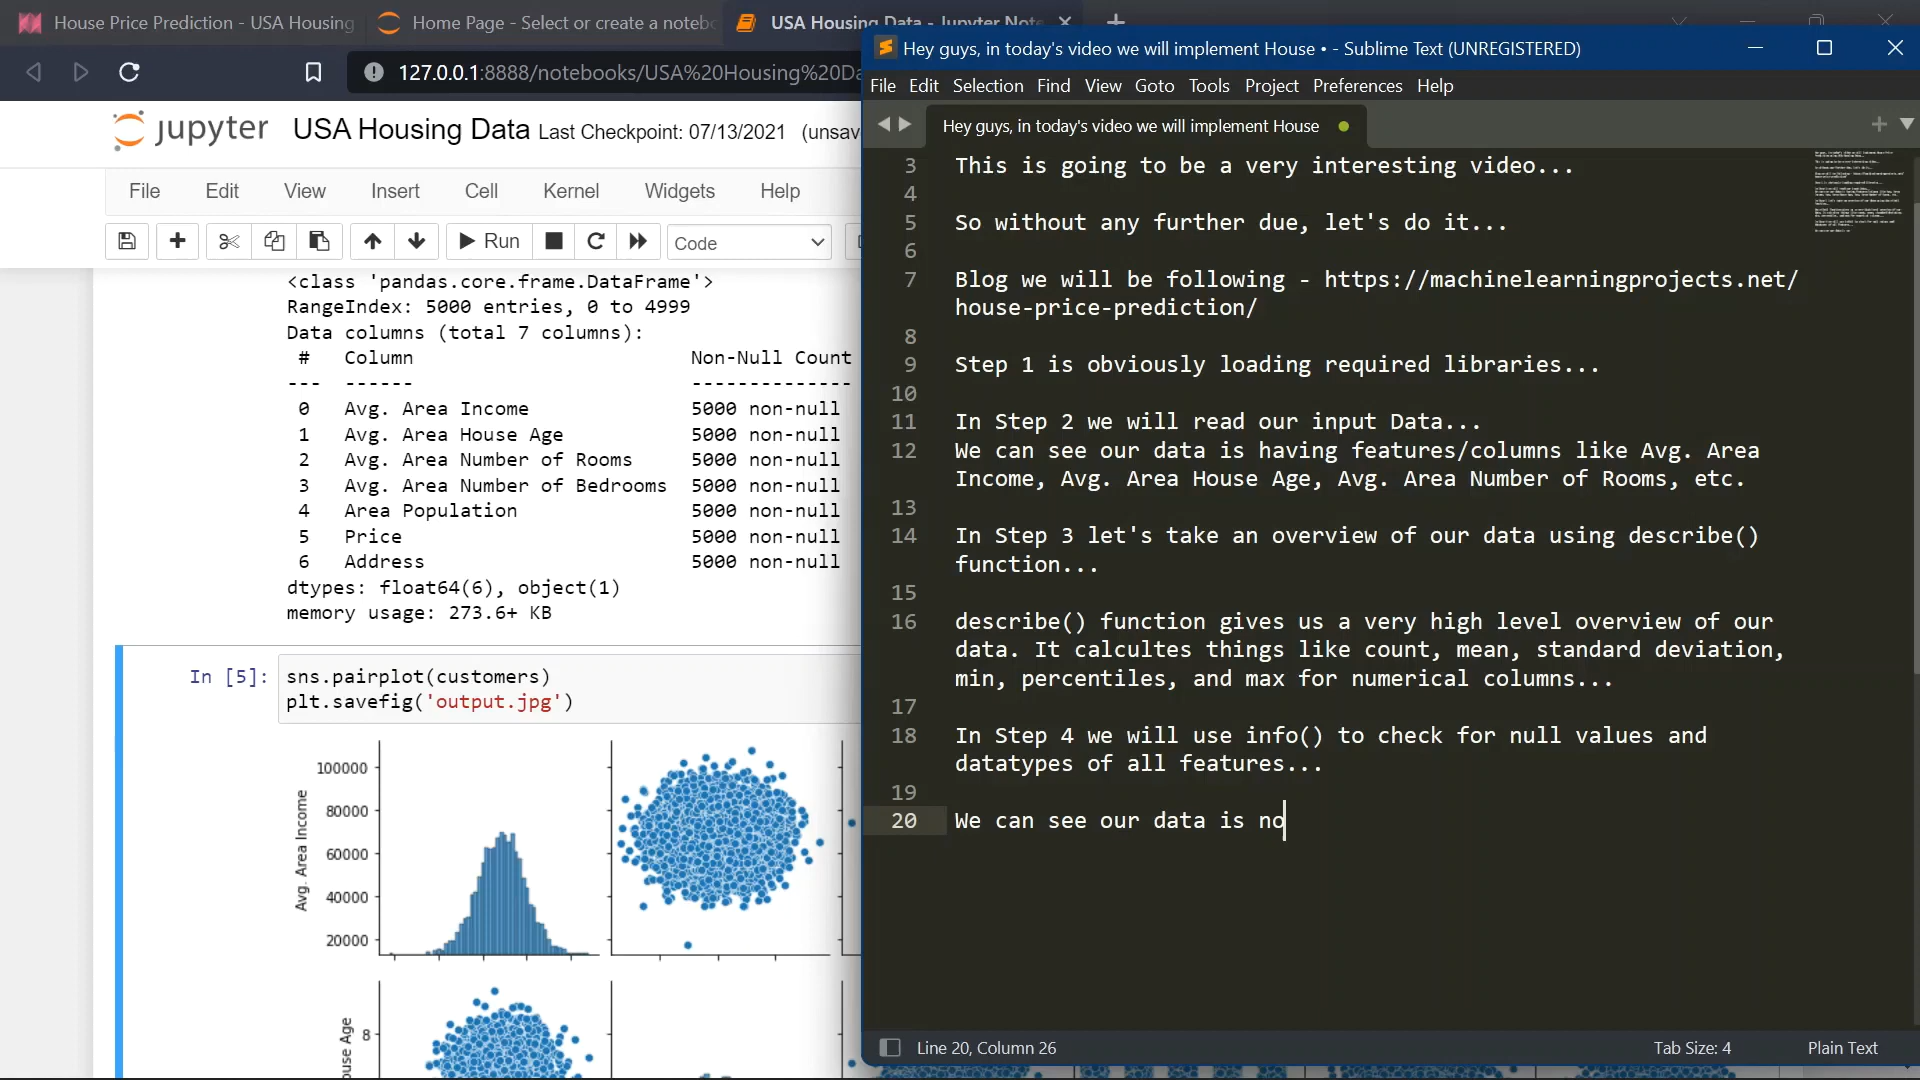 House Price Prediction - USA Housing
Home Page - Select or create a noteb
USA Housing Data - Jupyter Note
127.0.0.1:8888/notebooks/USA%20Housing%20Da
jupyter USA Housing Data Last Checkpoint: 07/13/2021 (unsav
File Edit View Insert Cell Kernel Widgets Help
Run Code
<class 'pandas.core.frame.DataFrame'>
RangeIndex: 5000 entries, 0 to 4999
Data columns (total 7 columns):
# Column Non-Null Count
--- ------ --------------
0 Avg. Area Income 5000 non-null
1 Avg. Area House Age 5000 non-null
2 Avg. Area Number of Rooms 5000 non-null
3 Avg. Area Number of Bedrooms 5000 non-null
4 Area Population 5000 non-null
5 Price 5000 non-null
6 Address 5000 non-null
dtypes: float64(6), object(1)
memory usage: 273.6+ KB
In [5]: sns.pairplot(customers)
plt.savefig('output.jpg')
100000
80000
60000
40000
20000
Avg. Area Income
8
ouse Age
Hey guys, in today's video we will implement House • - Sublime Text (UNREGISTERED)
File Edit Selection Find View Goto Tools Project Preferences Help
Hey guys, in today's video we will implement House
3 This is going to be a very interesting video...
4
5 So without any further due, let's do it...
6
7 Blog we will be following - https://machinelearningprojects.net/
house-price-prediction/
8
9 Step 1 is obviously loading required libraries...
10
11 In Step 2 we will read our input Data...
12 We can see our data is having features/columns like Avg. Area
Income, Avg. Area House Age, Avg. Area Number of Rooms, etc.
13
14 In Step 3 let's take an overview of our data using describe()
function...
15
16 describe() function gives us a very high level overview of our
data. It calcultes things like count, mean, standard deviation,
min, percentiles, and max for numerical columns...
17
18 In Step 4 we will use info() to check for null values and
datatypes of all features...
19
20 We can see our data is no
Line 20, Column 26
Tab Size: 4
Plain Text